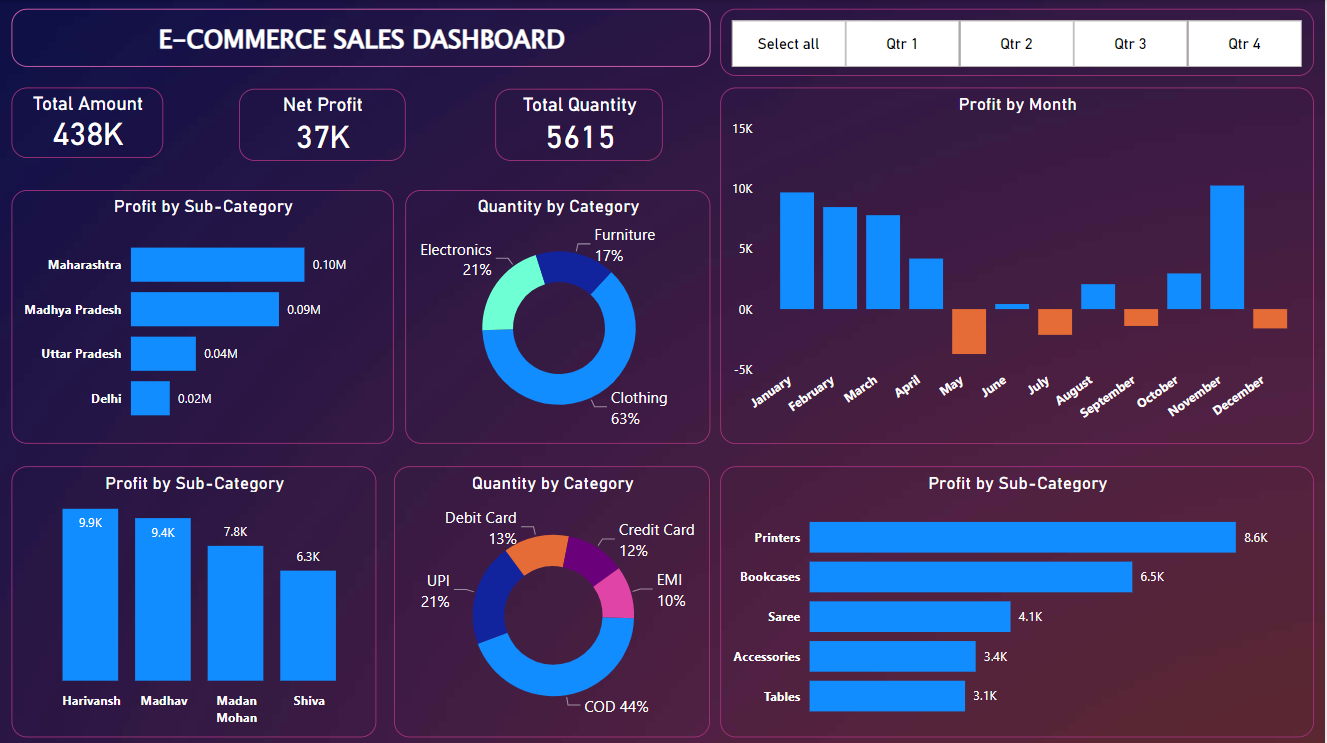 E-COMMERCE SALES DASHBOARD
Select all
Qtr 1
Qtr 2
Qtr 3
Qtr 4
Total Amount
438K
Net Profit
37K
Total Quantity
5615
Profit by Month
15K
10K
5K
0K
-5K
January
February
March
April
May
June
July
August
September
October
November
December
Profit by Sub-Category
Maharashtra 0.10M
Madhya Pradesh 0.09M
Uttar Pradesh 0.04M
Delhi 0.02M
Quantity by Category
Furniture
17%
Electronics
21%
Clothing
63%
Profit by Sub-Category
9.9K
9.4K
7.8K
6.3K
Harivansh
Madhav
Madan
Mohan
Shiva
Quantity by Category
Debit Card
13%
Credit Card
12%
UPI
21%
EMI
10%
COD 44%
Profit by Sub-Category
Printers 8.6K
Bookcases 6.5K
Saree 4.1K
Accessories 3.4K
Tables 3.1K